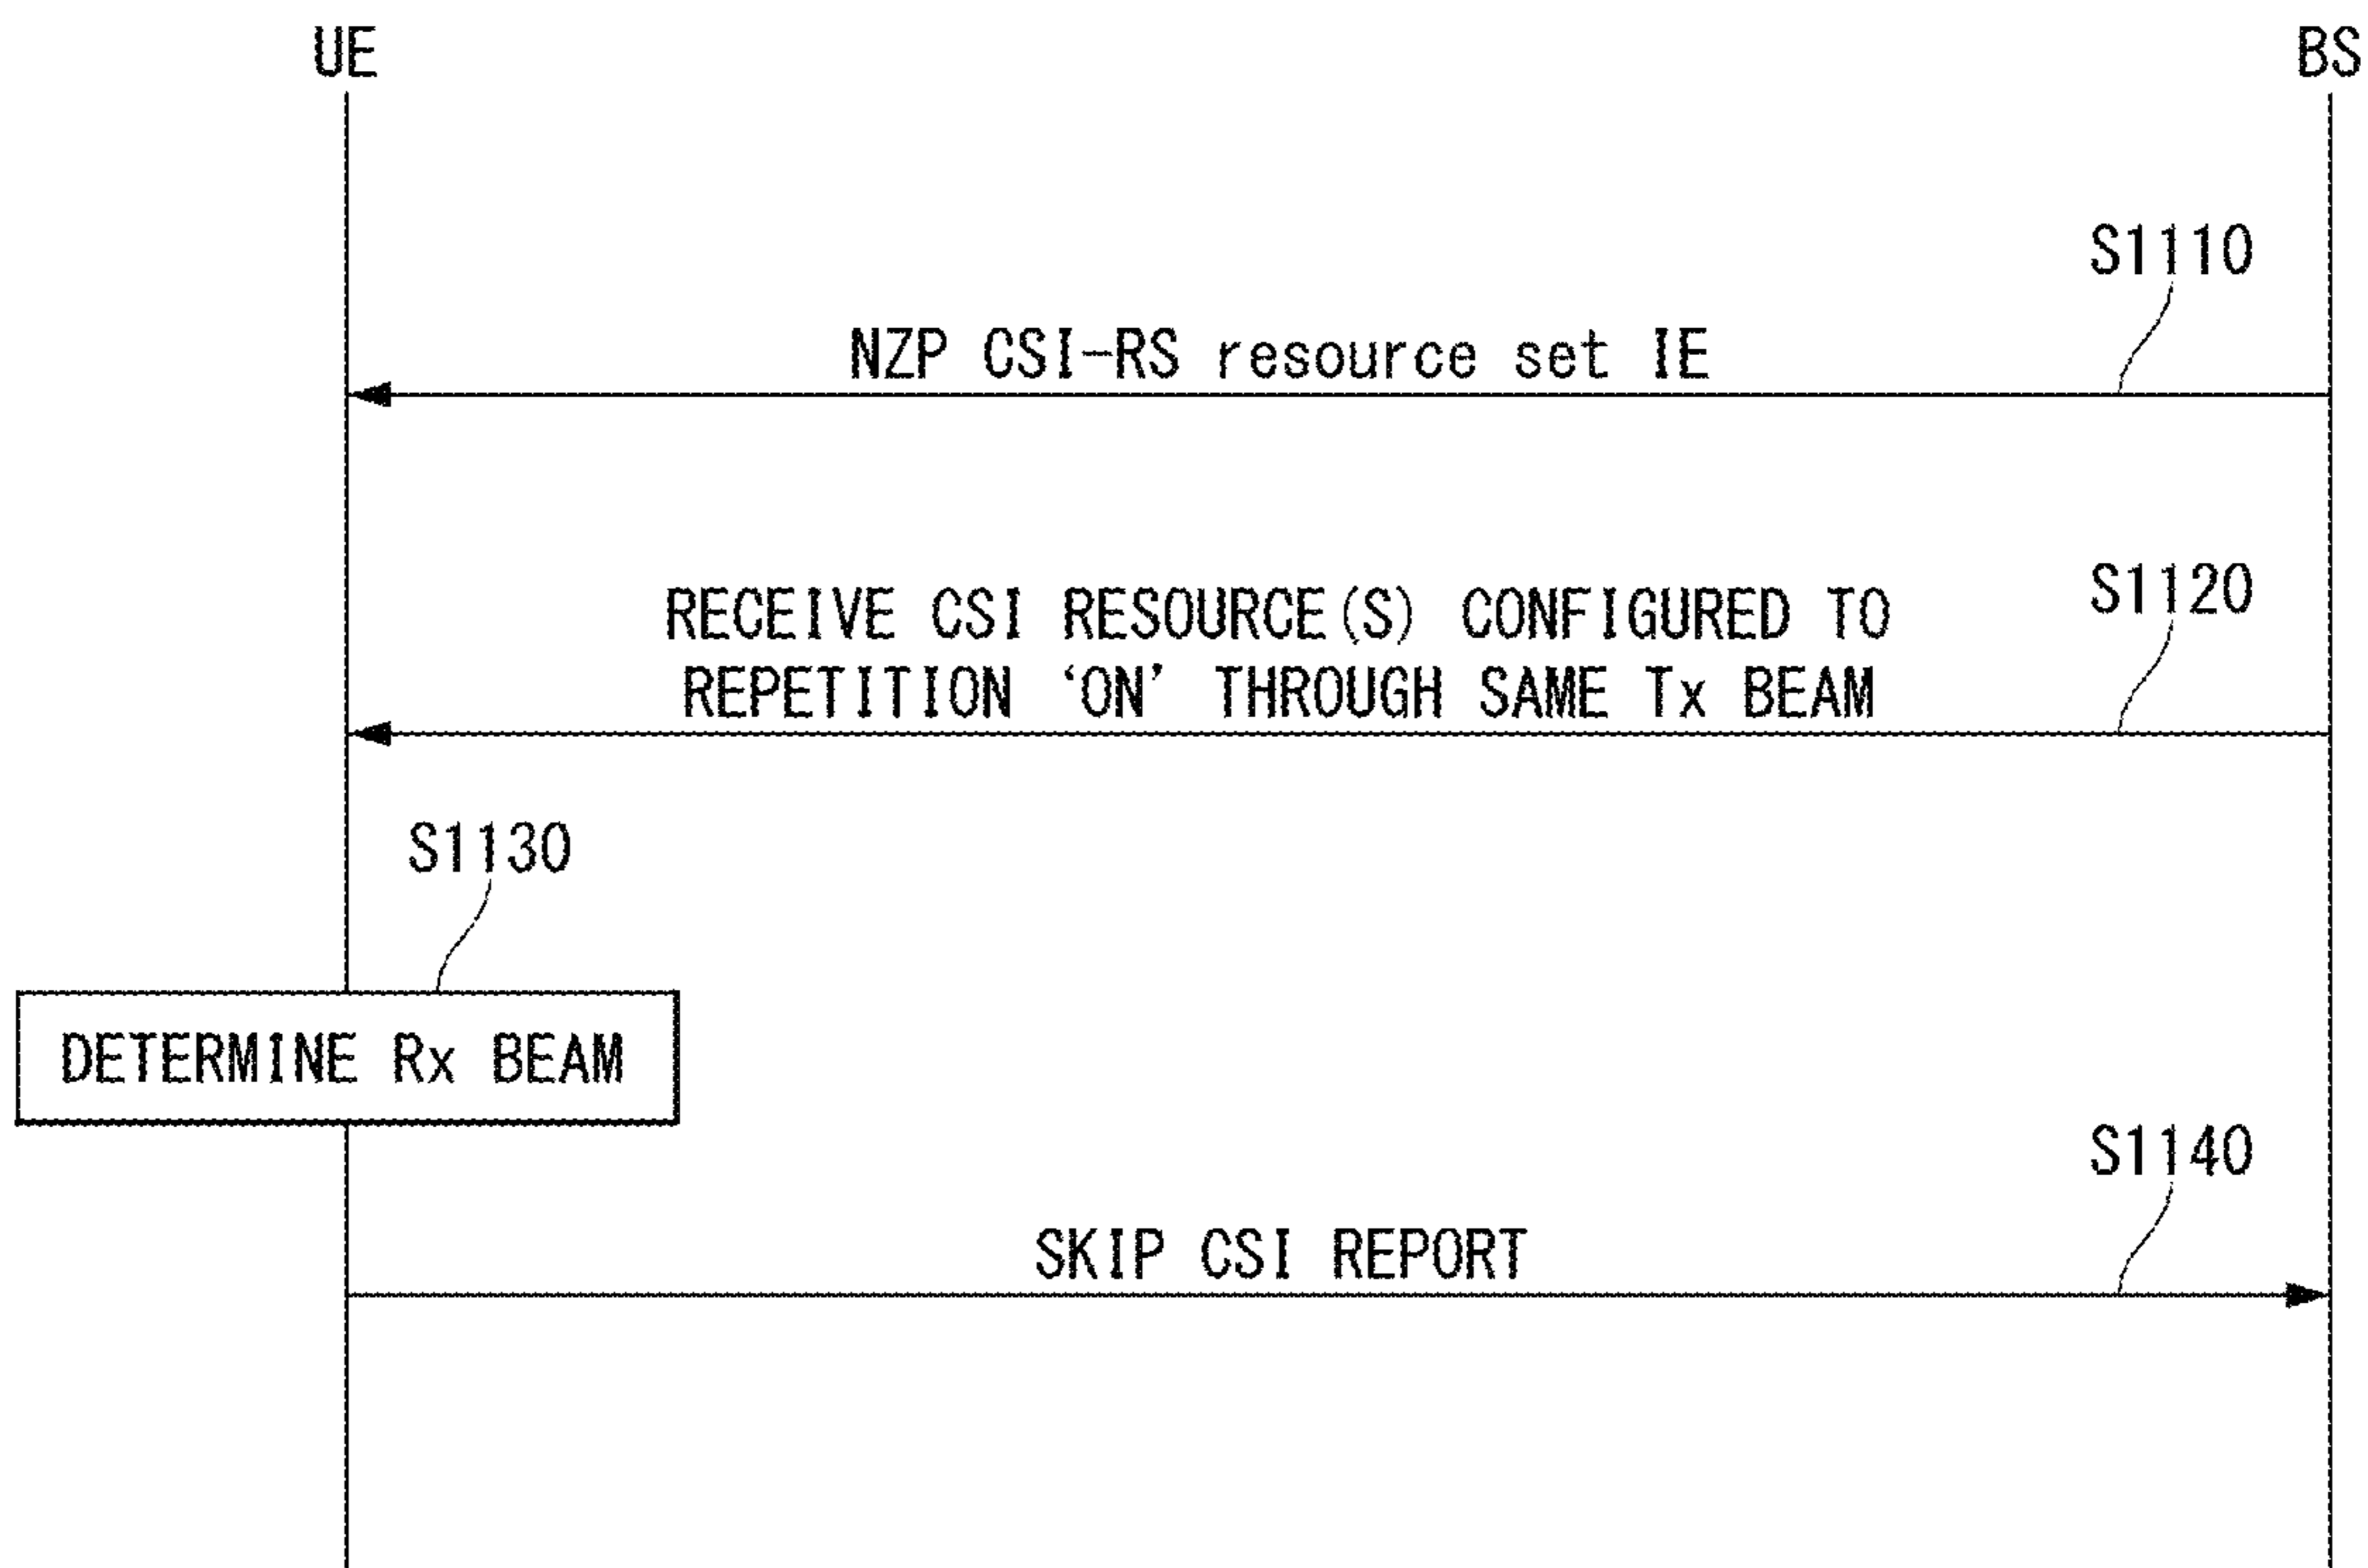 UE
BS
S1110
NZP CSI-RS resource set IE
S1120
RECEIVE CSI RESOURCE(S) CONFIGURED TO
REPETITION ‘ON’ THROUGH SAME Tx BEAM
S1130
DETERMINE Rx BEAM
S1140
SKIP CSI REPORT